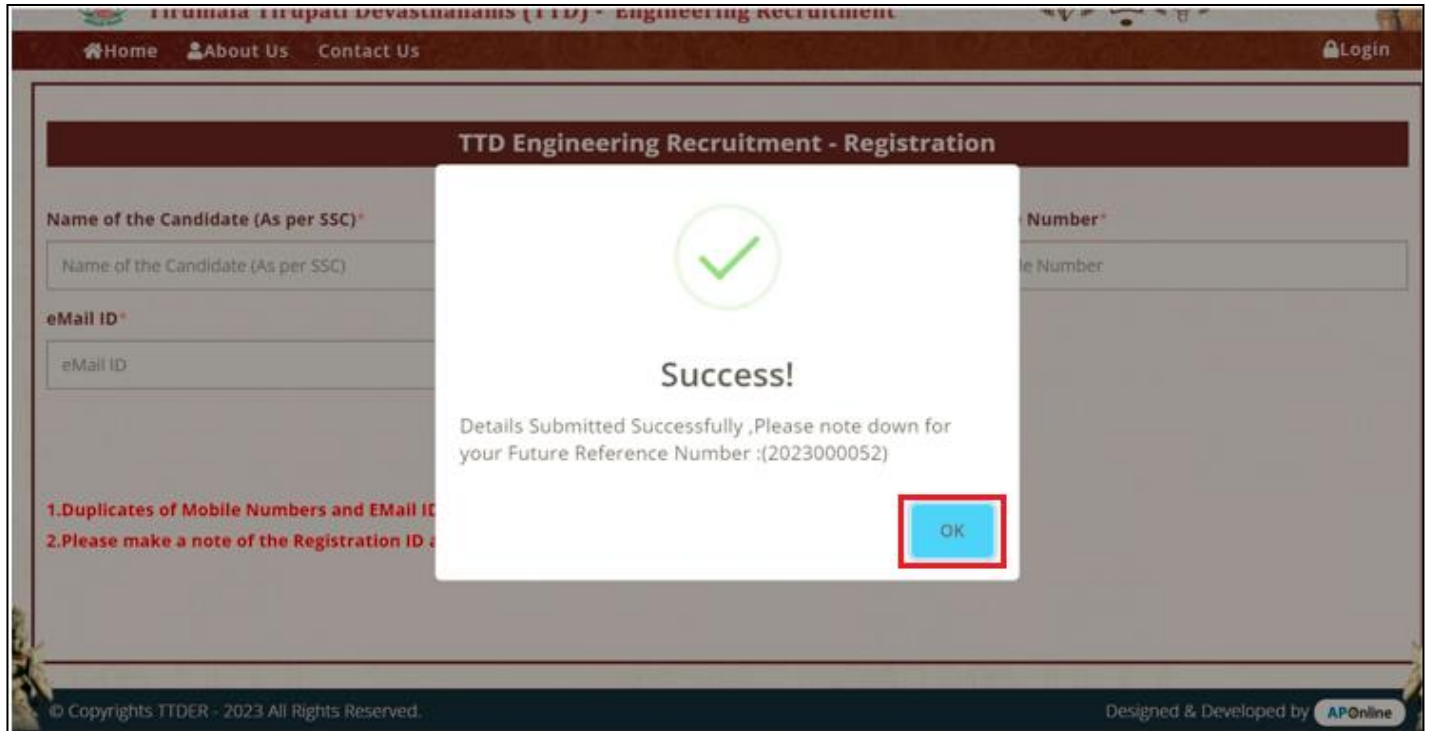 Tirumala Tirupati Devasthanams (TTD) - Engineering Recruitment
Home About Us Contact Us Login
TTD Engineering Recruitment - Registration
Name of the Candidate (As per SSC)* Number*
Name of the Candidate (As per SSC) le Number
eMail ID*
eMail ID
Success!
Details Submitted Successfully ,Please note down for
your Future Reference Number :(2023000052)
OK
1.Duplicates of Mobile Numbers and EMail ID
2.Please make a note of the Registration ID a
© Copyrights TTDER - 2023 All Rights Reserved. Designed & Developed by APOnline